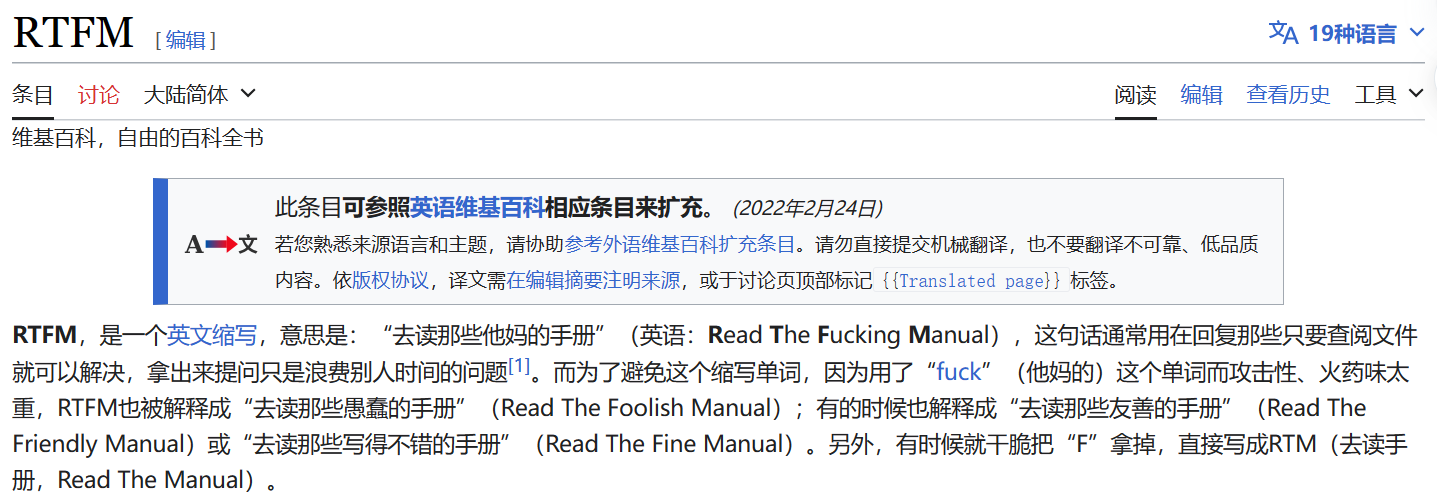 RTFM [编辑] 19种语言
条目 讨论 大陆简体 阅读 编辑 查看历史 工具
维基百科，自由的百科全书
此条目可参照英语维基百科相应条目来扩充。 (2022年2月24日)
A 文 若您熟悉来源语言和主题，请协助参考外语维基百科扩充条目。请勿直接提交机械翻译，也不要翻译不可靠、低品质
内容。依版权协议，译文需在编辑摘要注明来源，或于讨论页顶部标记 {{Translated page}} 标签。
RTFM，是一个英文缩写，意思是：“去读那些他妈的手册”（英语：Read The Fucking Manual），这句话通常用在回复那些只要查阅文件
就可以解决，拿出来提问只是浪费别人时间的问题[1]。而为了避免这个缩写单词，因为用了“fuck”（他妈的）这个单词而攻击性、火药味太
重，RTFM也被解释成“去读那些愚蠢的手册”（Read The Foolish Manual）；有的时候也解释成“去读那些友善的手册”（Read The
Friendly Manual）或“去读那些写得不错的手册”（Read The Fine Manual）。另外，有时候就干脆把“F”拿掉，直接写成RTM（去读手
册，Read The Manual）。